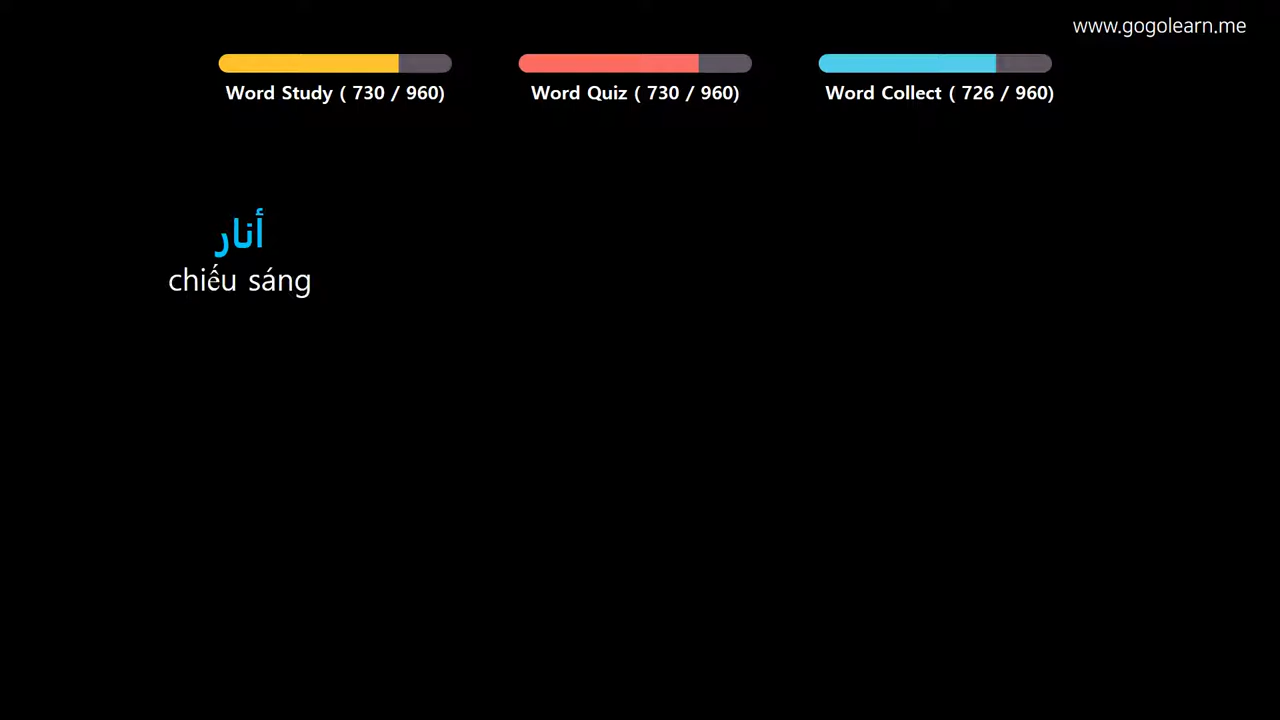 www.gogolearn.me
Word Study ( 730 / 960)
Word Quiz ( 730 / 960)
Word Collect ( 726 / 960)
أنار
chiếu sáng